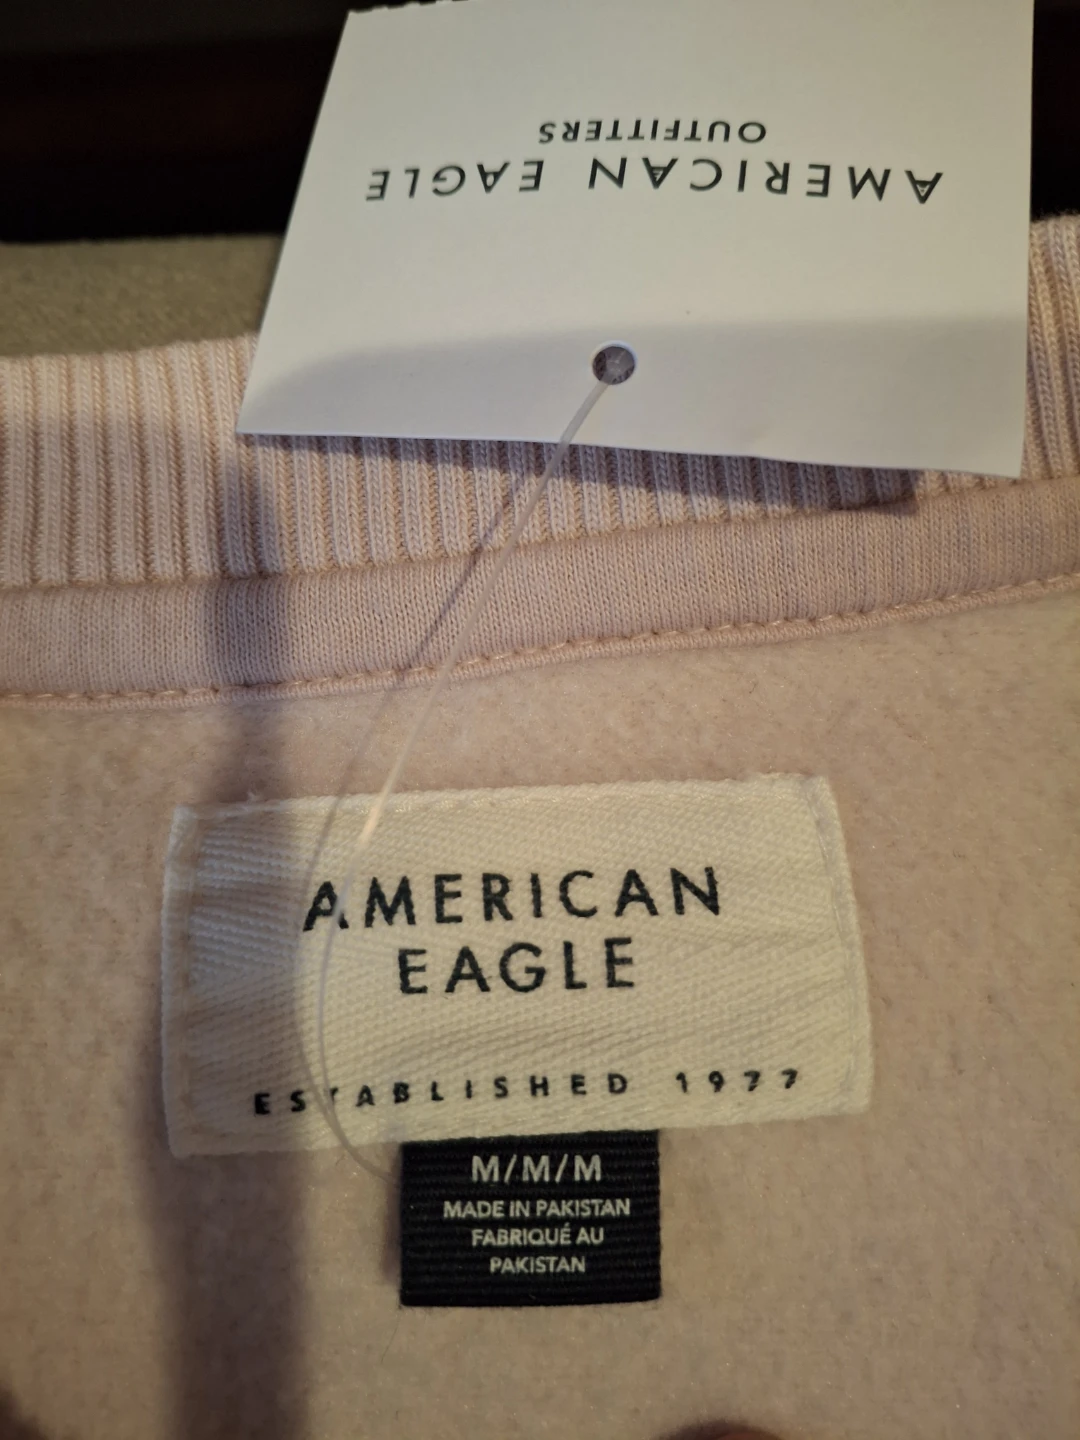 AMERICAN EAGLE
OUTFITTERS
AMERICAN
EAGLE
ESTABLISHED 1977
M/M/M
MADE IN PAKISTAN
FABRIQUÉ AU
PAKISTAN